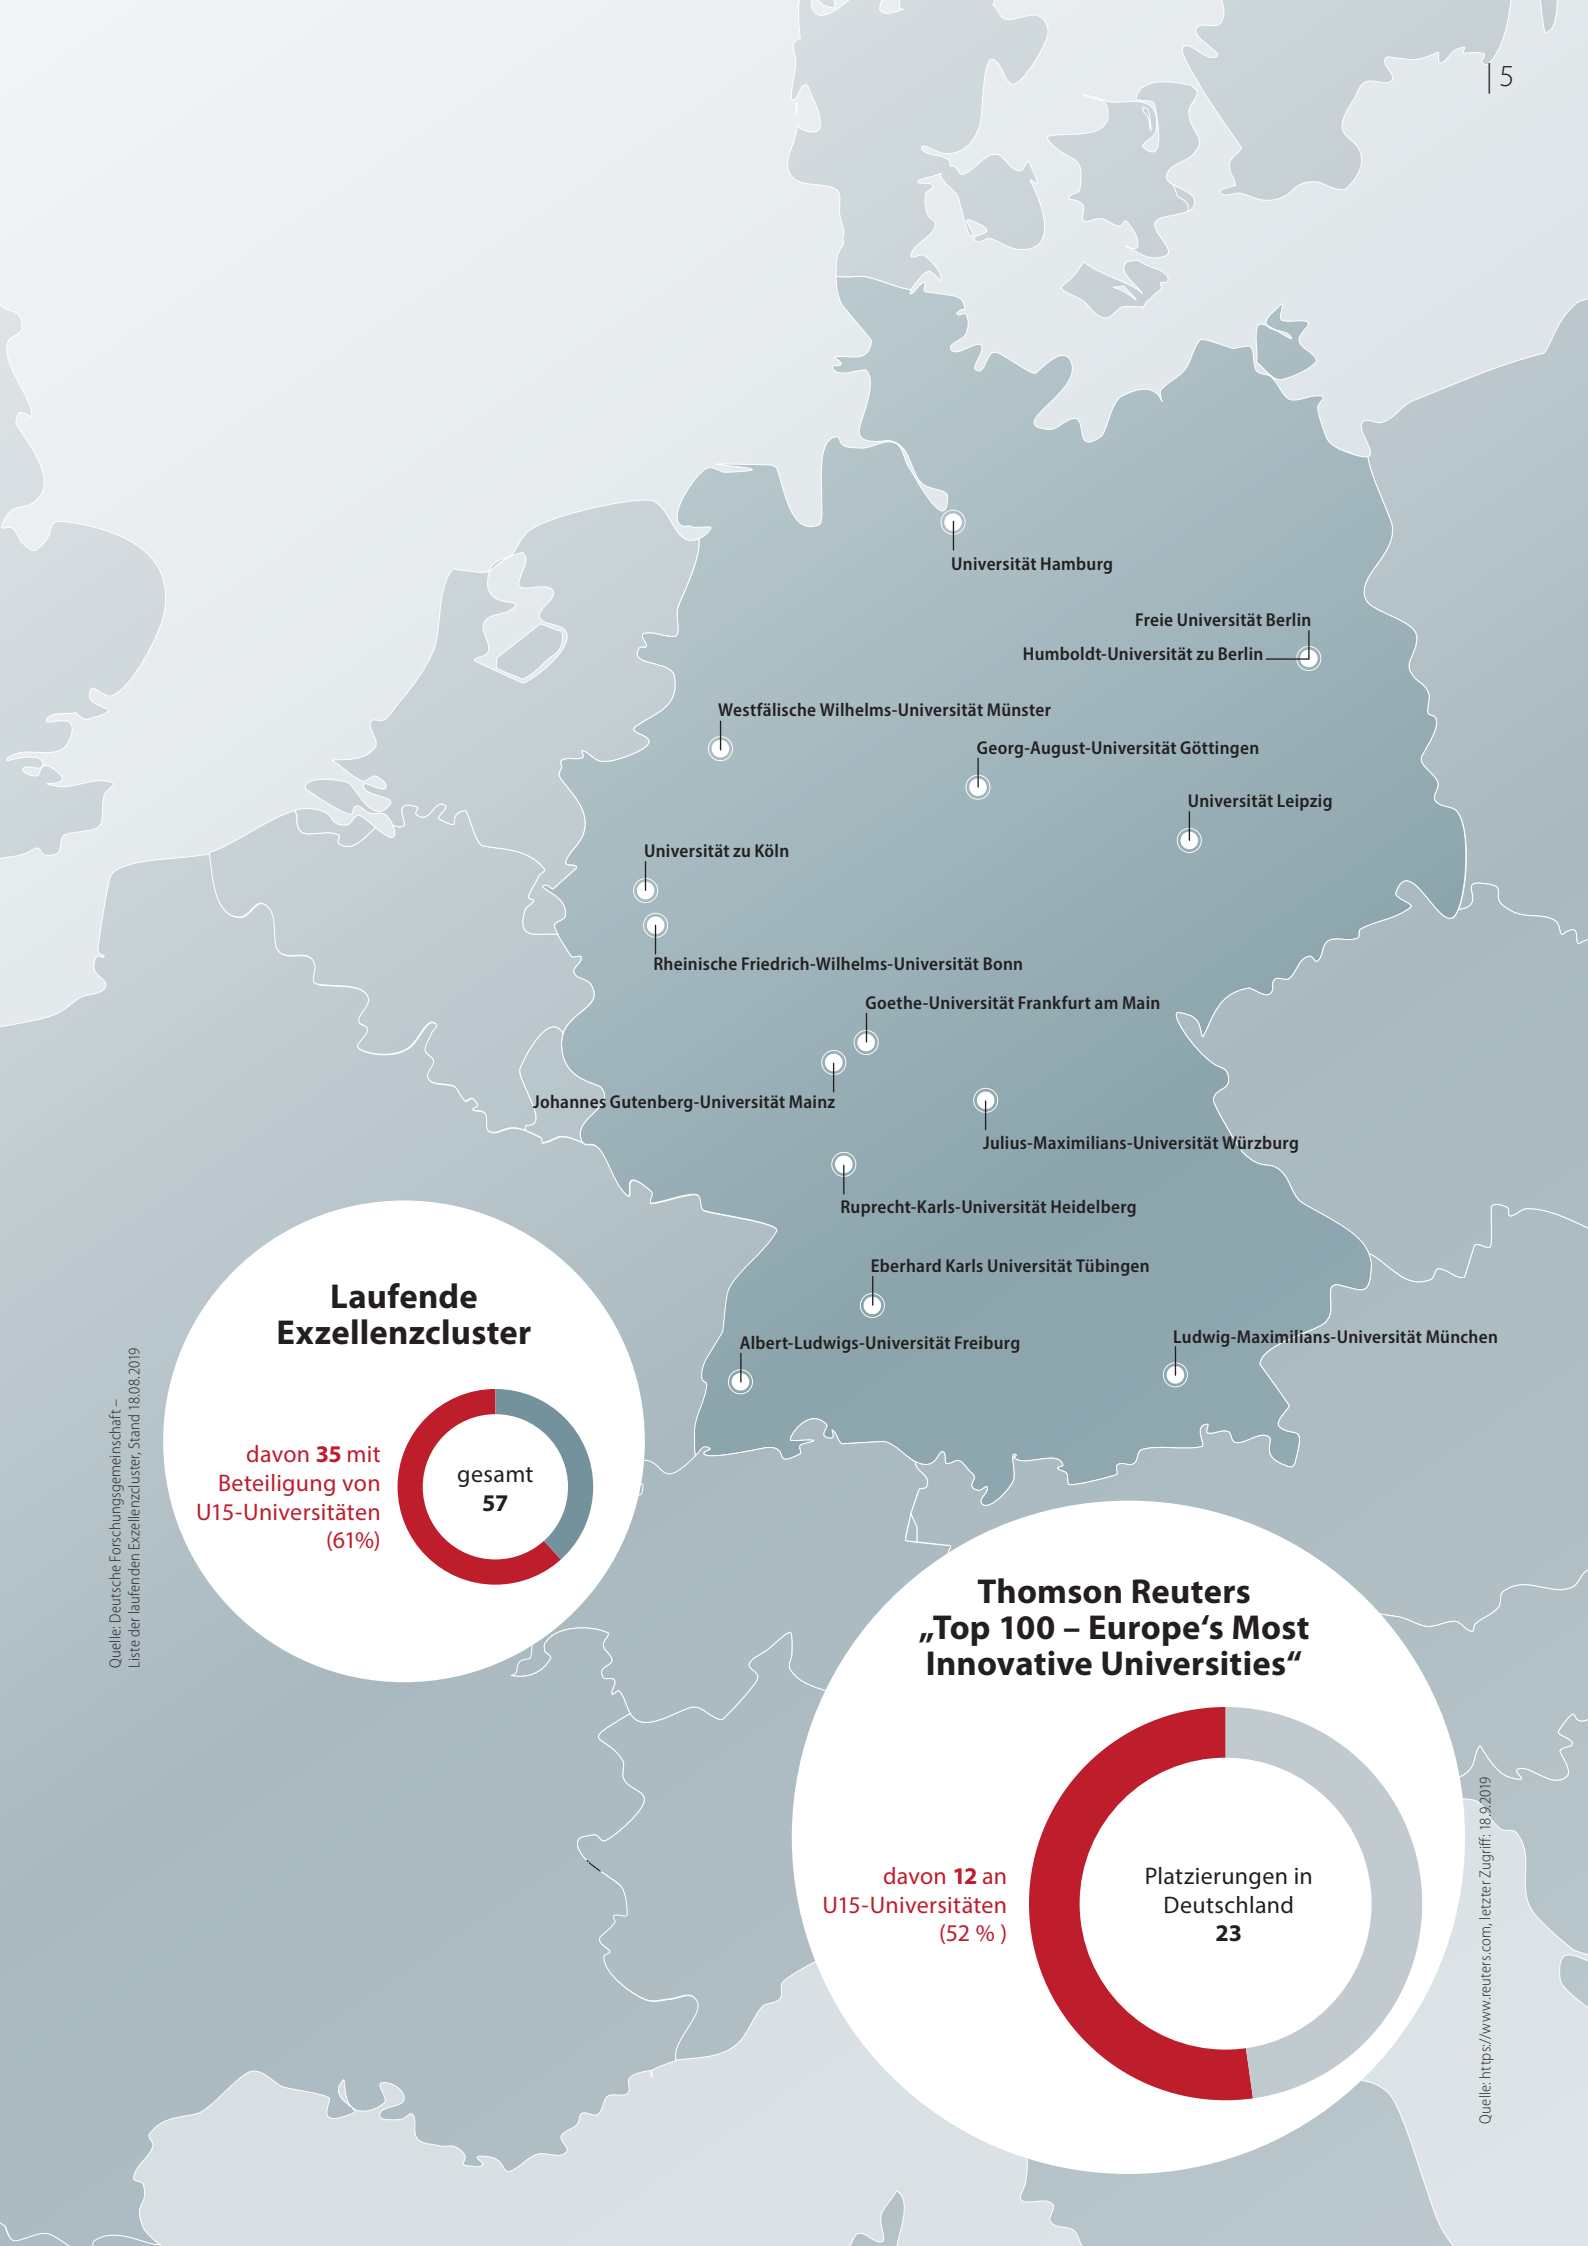 | 5
Universität Hamburg
Freie Universität Berlin
Humboldt-Universität zu Berlin
Westfälische Wilhelms-Universität Münster
Georg-August-Universität Göttingen
Universität Leipzig
Universität zu Köln
Rheinische Friedrich-Wilhelms-Universität Bonn
Goethe-Universität Frankfurt am Main
Johannes Gutenberg-Universität Mainz
Julius-Maximilians-Universität Würzburg
Ruprecht-Karls-Universität Heidelberg
Eberhard Karls Universität Tübingen
Albert-Ludwigs-Universität Freiburg
Ludwig-Maximilians-Universität München
Laufende
Exzellenzcluster
davon 35 mit
Beteiligung von
U15-Universitäten
(61%)
gesamt
57
Quelle: Deutsche Forschungsgemeinschaft –
Liste der laufenden Exzellenzcluster, Stand 18.08.2019
Thomson Reuters
„Top 100 – Europe‘s Most
Innovative Universities“
davon 12 an
U15-Universitäten
(52 % )
Platzierungen in
Deutschland
23
Quelle: https://www.reuters.com, letzter Zugriff: 18.9.2019